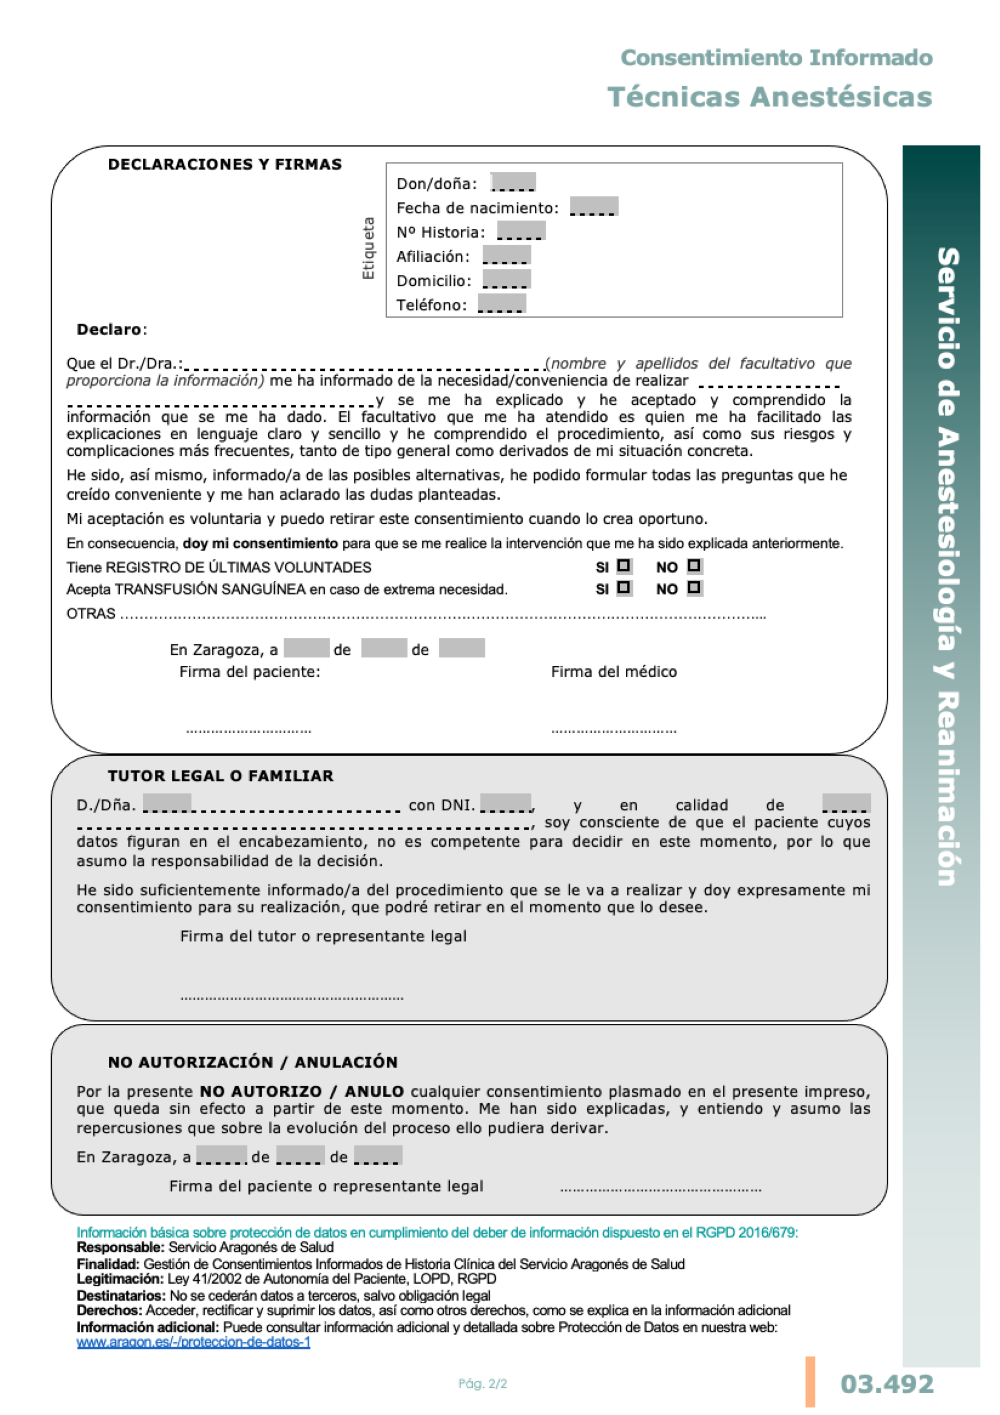 Consentimiento Informado
Técnicas Anestésicas
DECLARACIONES Y FIRMAS
Etiqueta
Don/doña:
Fecha de nacimiento:
Nº Historia:
Afiliación:
Domicilio:
Teléfono:
Declaro:
Que el Dr./Dra.: (nombre y apellidos del facultativo que
proporciona la información) me ha informado de la necesidad/conveniencia de realizar
y se me ha explicado y he aceptado y comprendido la
información que se me ha dado. El facultativo que me ha atendido es quien me ha facilitado las
explicaciones en lenguaje claro y sencillo y he comprendido el procedimiento, así como sus riesgos y
complicaciones más frecuentes, tanto de tipo general como derivados de mi situación concreta.
He sido, así mismo, informado/a de las posibles alternativas, he podido formular todas las preguntas que he
creído conveniente y me han aclarado las dudas planteadas.
Mi aceptación es voluntaria y puedo retirar este consentimiento cuando lo crea oportuno.
En consecuencia, doy mi consentimiento para que se me realice la intervención que me ha sido explicada anteriormente.
Tiene REGISTRO DE ÚLTIMAS VOLUNTADES SI NO
Acepta TRANSFUSIÓN SANGUÍNEA en caso de extrema necesidad. SI NO
OTRAS ........................................................................
En Zaragoza, a de de
Firma del paciente: Firma del médico
.............................. ..............................
TUTOR LEGAL O FAMILIAR
D./Dña. con DNI. , y en calidad de
, soy consciente de que el paciente cuyos
datos figuran en el encabezamiento, no es competente para decidir en este momento, por lo que
asumo la responsabilidad de la decisión.
He sido suficientemente informado/a del procedimiento que se le va a realizar y doy expresamente mi
consentimiento para su realización, que podré retirar en el momento que lo desee.
Firma del tutor o representante legal
......................................................
NO AUTORIZACIÓN / ANULACIÓN
Por la presente NO AUTORIZO / ANULO cualquier consentimiento plasmado en el presente impreso,
que queda sin efecto a partir de este momento. Me han sido explicadas, y entiendo y asumo las
repercusiones que sobre la evolución del proceso ello pudiera derivar.
En Zaragoza, a de de
Firma del paciente o representante legal ................................................
Información básica sobre protección de datos en cumplimiento del deber de información dispuesto en el RGPD 2016/679:
Responsable: Servicio Aragonés de Salud
Finalidad: Gestión de Consentimientos Informados de Historia Clínica del Servicio Aragonés de Salud
Legitimación: Ley 41/2002 de Autonomía del Paciente, LOPD, RGPD
Destinatarios: No se cederán datos a terceros, salvo obligación legal
Derechos: Acceder, rectificar y suprimir los datos, así como otros derechos, como se explica en la información adicional
Información adicional: Puede consultar información adicional y detallada sobre Protección de Datos en nuestra web:
www.aragon.es/-/proteccion-de-datos-1
Servicio de Anestesiología y Reanimación
Pág. 2/2
03.492